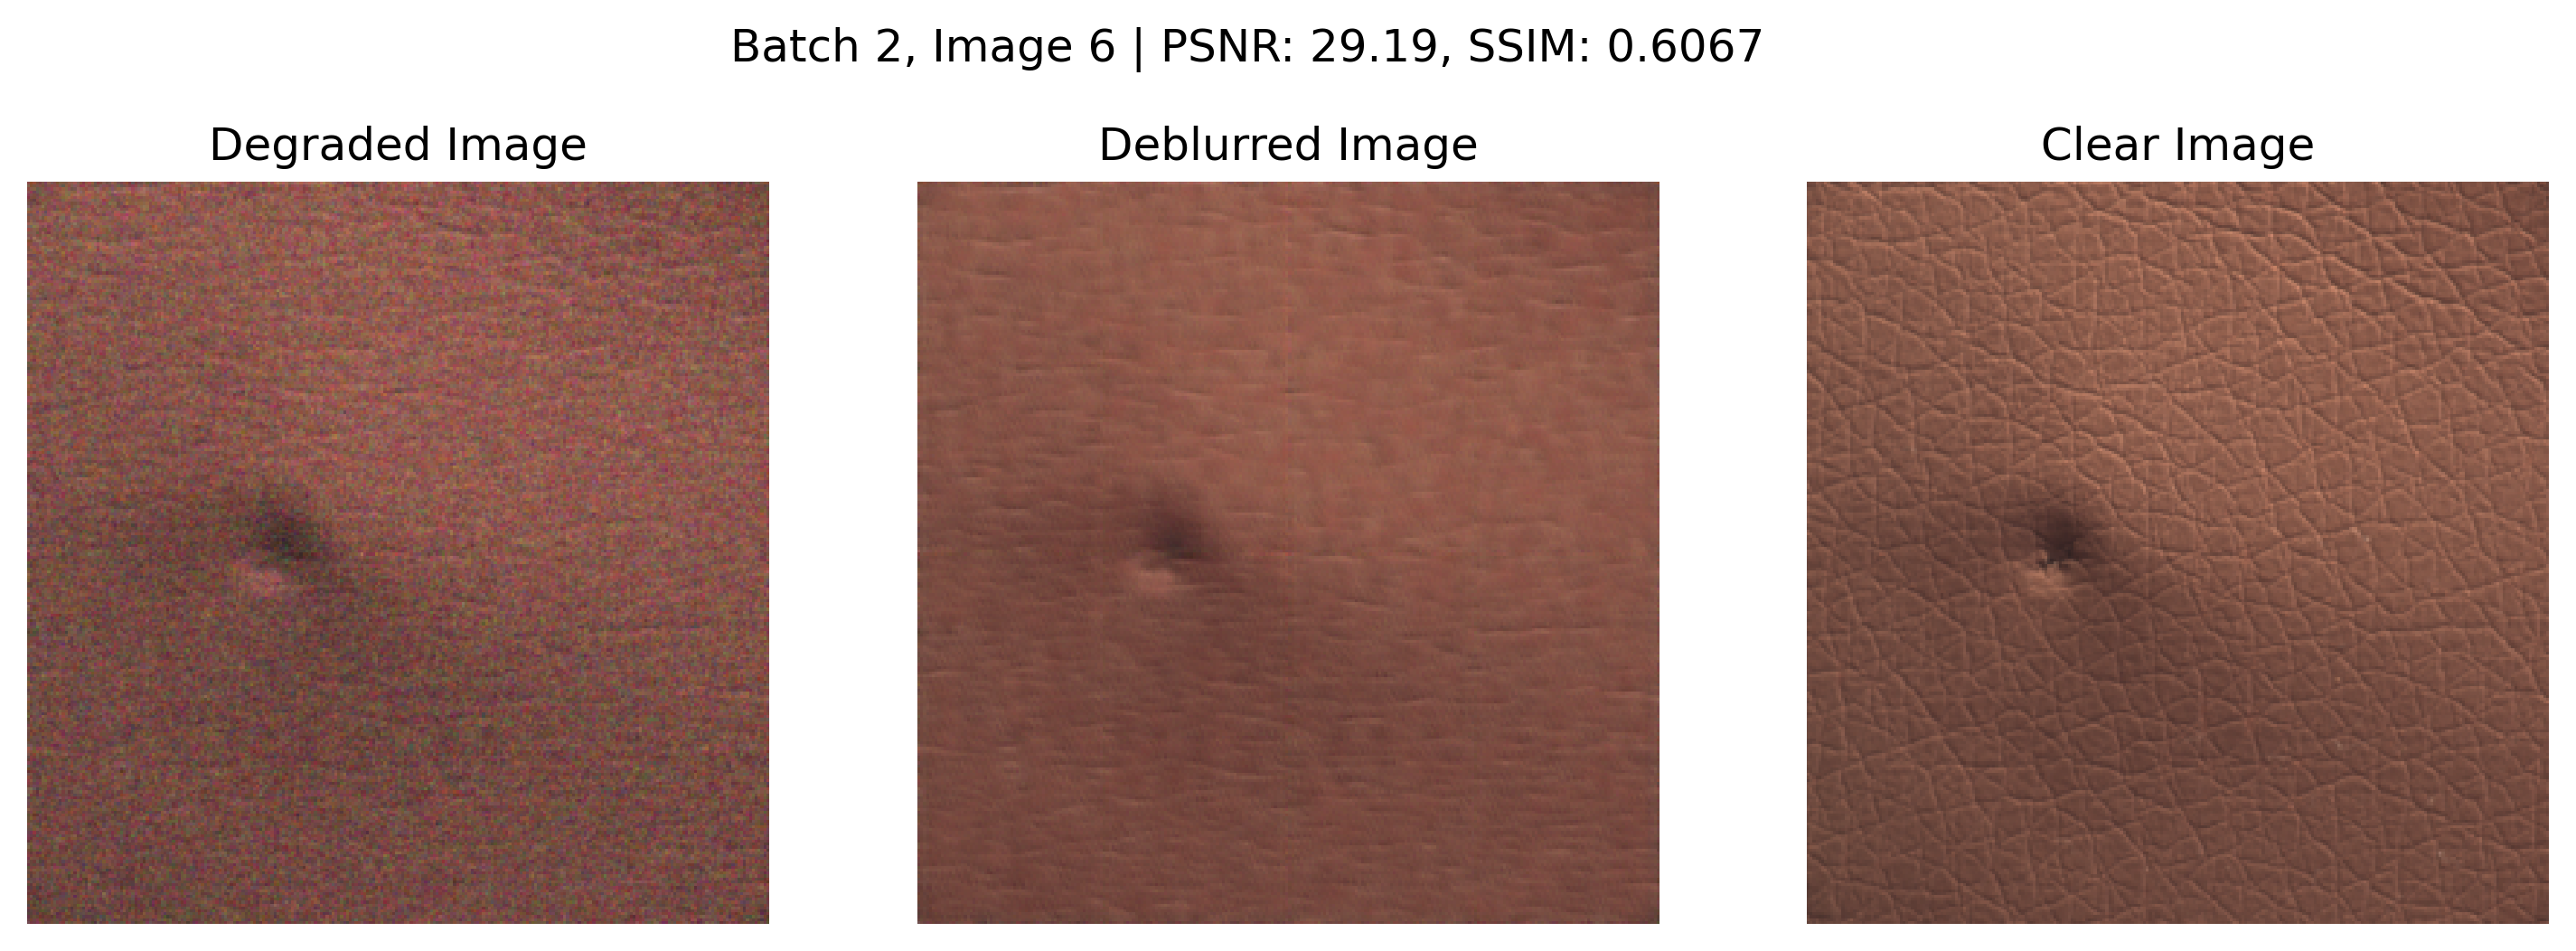 Batch 2, Image 6 | PSNR: 29.19, SSIM: 0.6067
Degraded Image
Deblurred Image
Clear Image